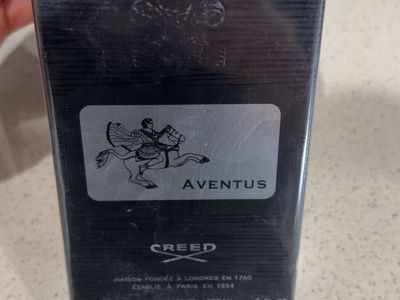 AVENTUS
CREED
MAISON FONDÉE À LONDRES EN 1760
ÉTABLIE À PARIS EN 1854